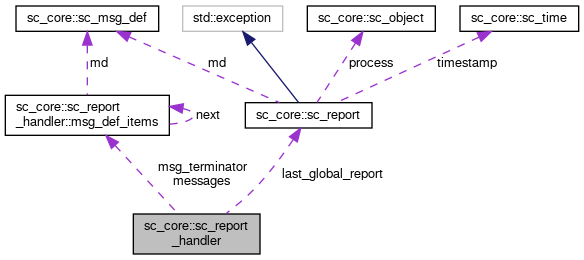 sc_core::sc_msg_def
std::exception
sc_core::sc_object
sc_core::sc_time
md
md
process
timestamp
sc_core::sc_report
_handler::msg_def_items
next
sc_core::sc_report
msg_terminator
messages
last_global_report
sc_core::sc_report
_handler